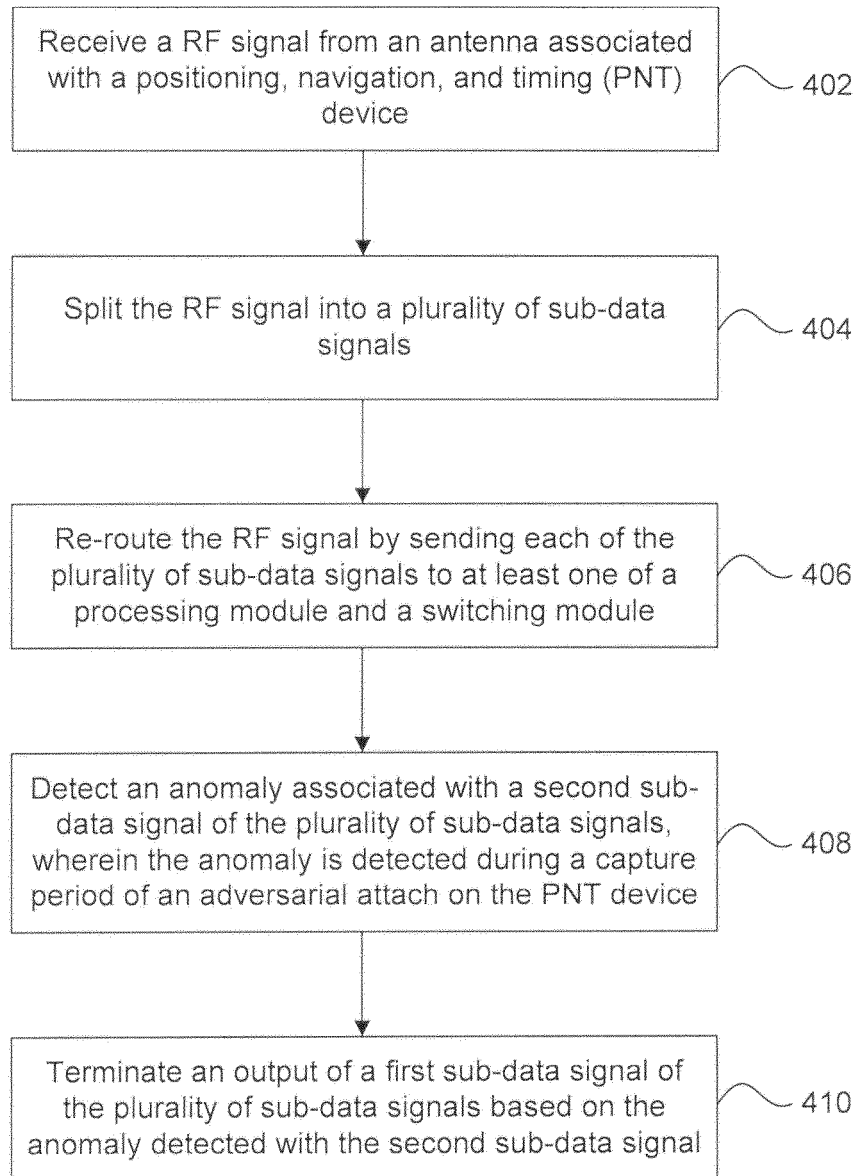 Receive a RF signal from an antenna associated
with a positioning, navigation, and timing (PNT)
device
402
Split the RF signal into a plurality of sub-data
signals
404
Re-route the RF signal by sending each of the
plurality of sub-data signals to at least one of a
processing module and a switching module
406
Detect an anomaly associated with a second sub-
data signal of the plurality of sub-data signals,
wherein the anomaly is detected during a capture
period of an adversarial attach on the PNT device
408
Terminate an output of a first sub-data signal of
the plurality of sub-data signals based on the
anomaly detected with the second sub-data signal
410